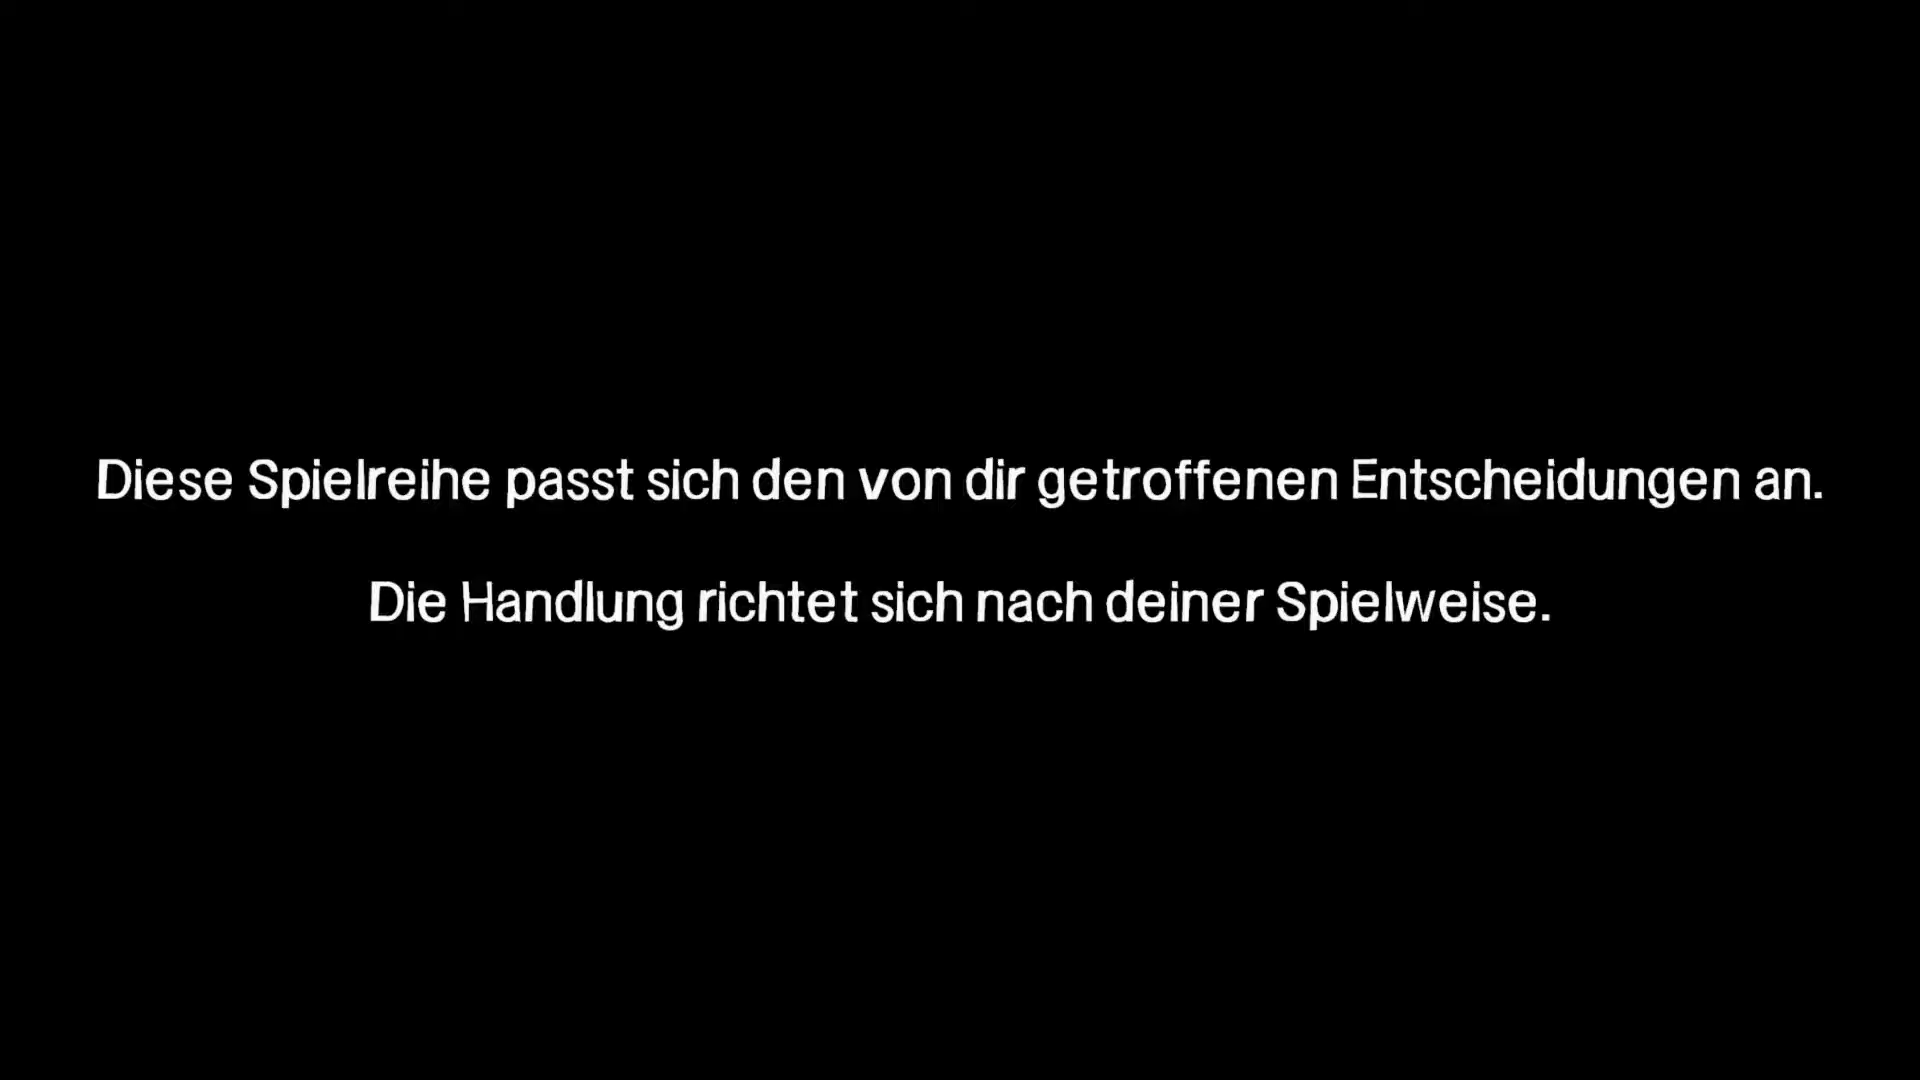 Diese Spielreihe passt sich den von dir getroffenen Entscheidungen an.
Die Handlung richtet sich nach deiner Spielweise.